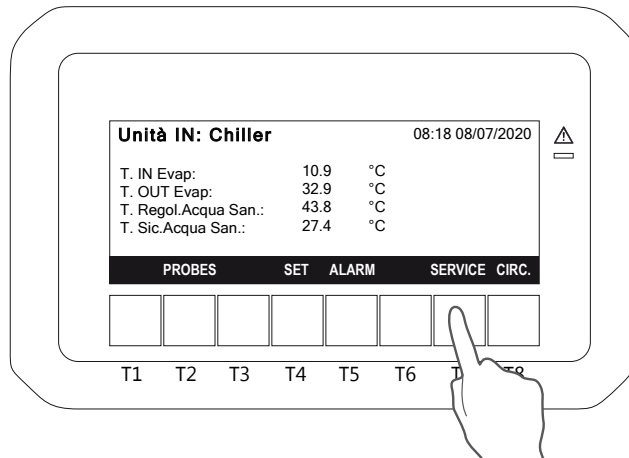 Unità IN: Chiller 08:18 08/07/2020
T. IN Evap: 10.9 °C
T. OUT Evap: 32.9 °C
T. Regol.Acqua San.: 43.8 °C
T. Sic.Acqua San.: 27.4 °C
PROBES SET ALARM SERVICE CIRC.
T1 T2 T3 T4 T5 T6 T8